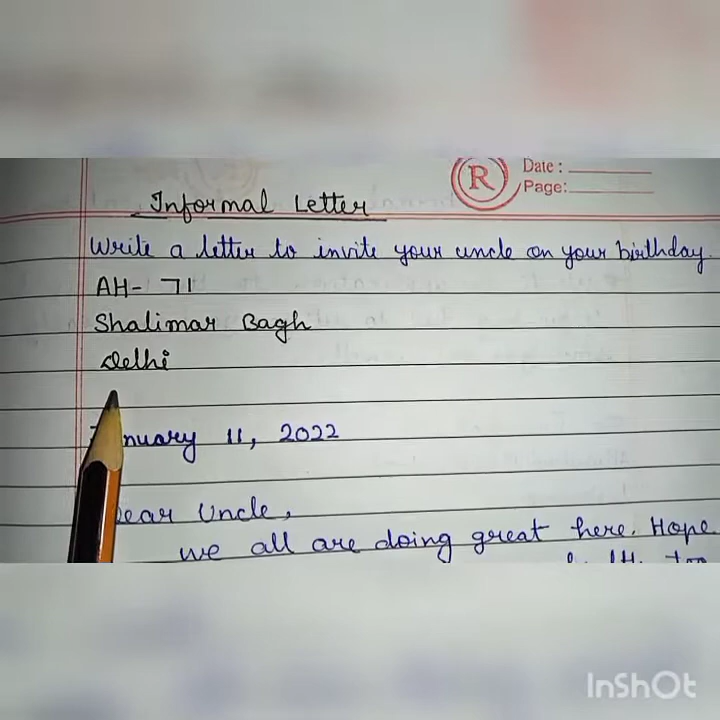 R
Date:
Page:
Informal Letter
Write a letter to invite your uncle on your birthday.
AH-71
Shalimar Bagh
Delhi
nuary 11, 2022
ear Uncle,
we all are doing great here. Hope
too
InShOt